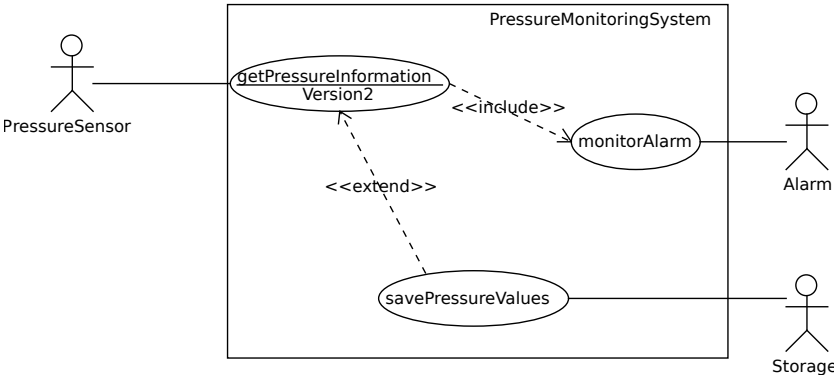 PressureMonitoringSystem
getPressureInformation
Version2
<<include>>
PressureSensor
monitorAlarm
Alarm
<<extend>>
savePressureValues
Storage